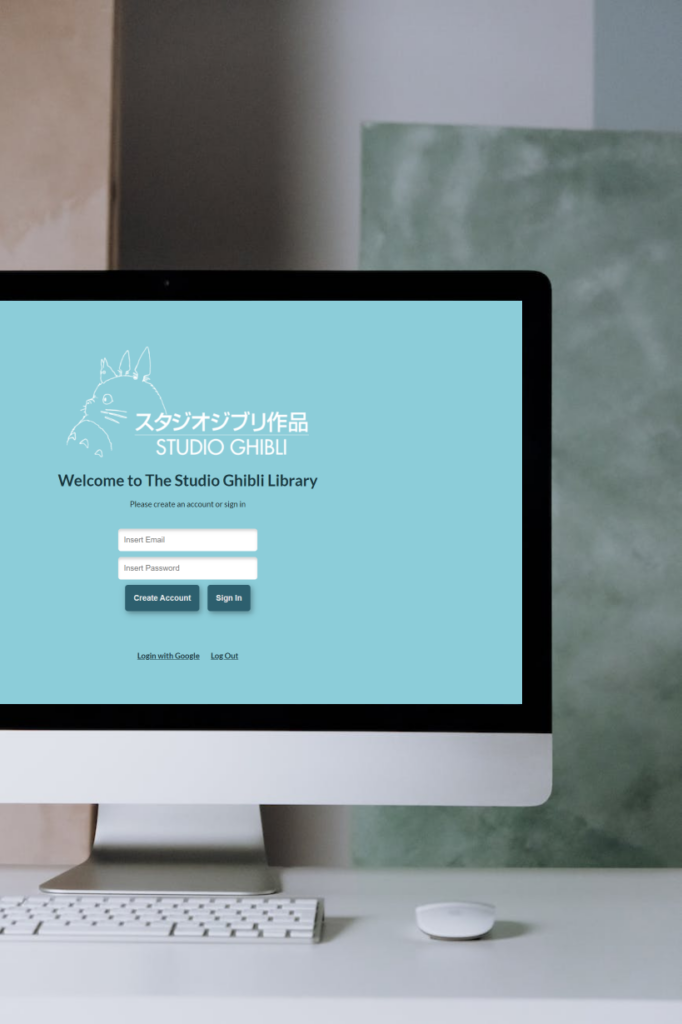 スタジオジブリ作品
STUDIO GHIBLI
Welcome to The Studio Ghibli Library
Please create an account or sign in
Insert Email
Insert Password
Create Account Sign In
Login with Google Log Out